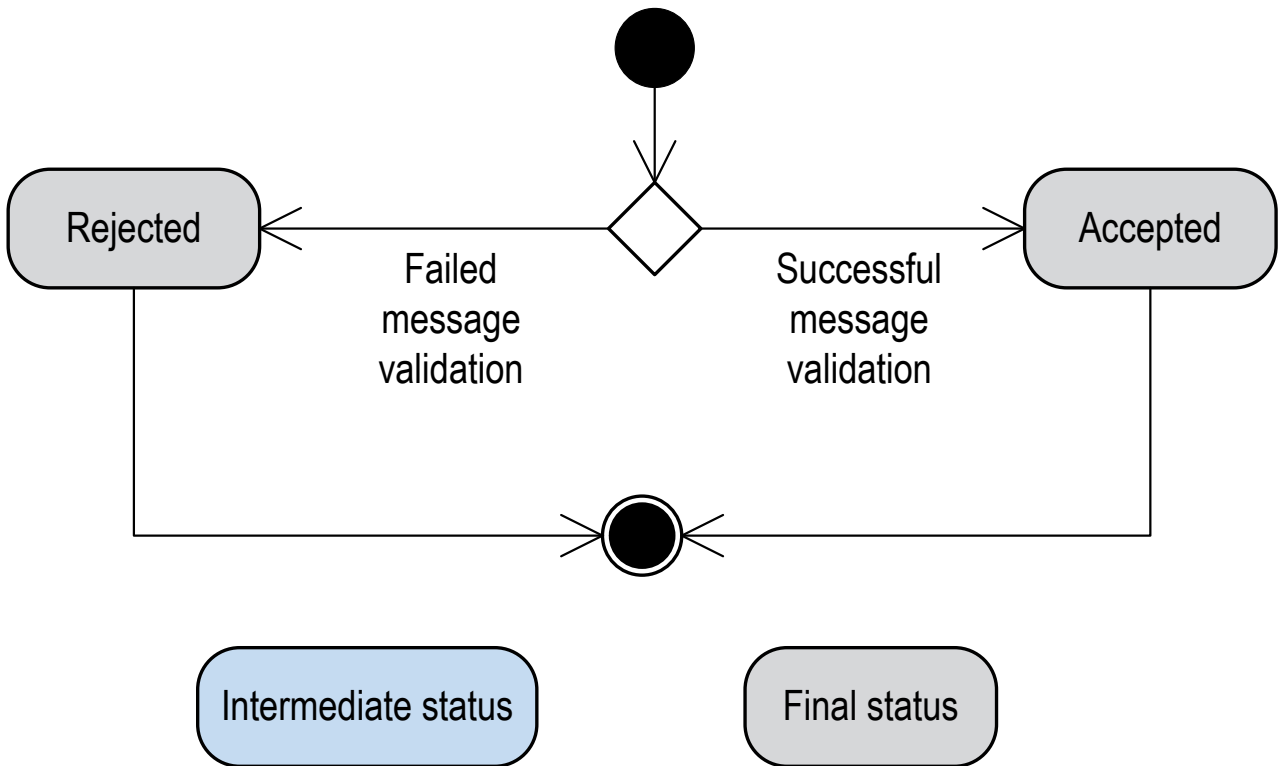 Rejected
Accepted
Failed
message
validation
Successful
message
validation
Intermediate status
Final status